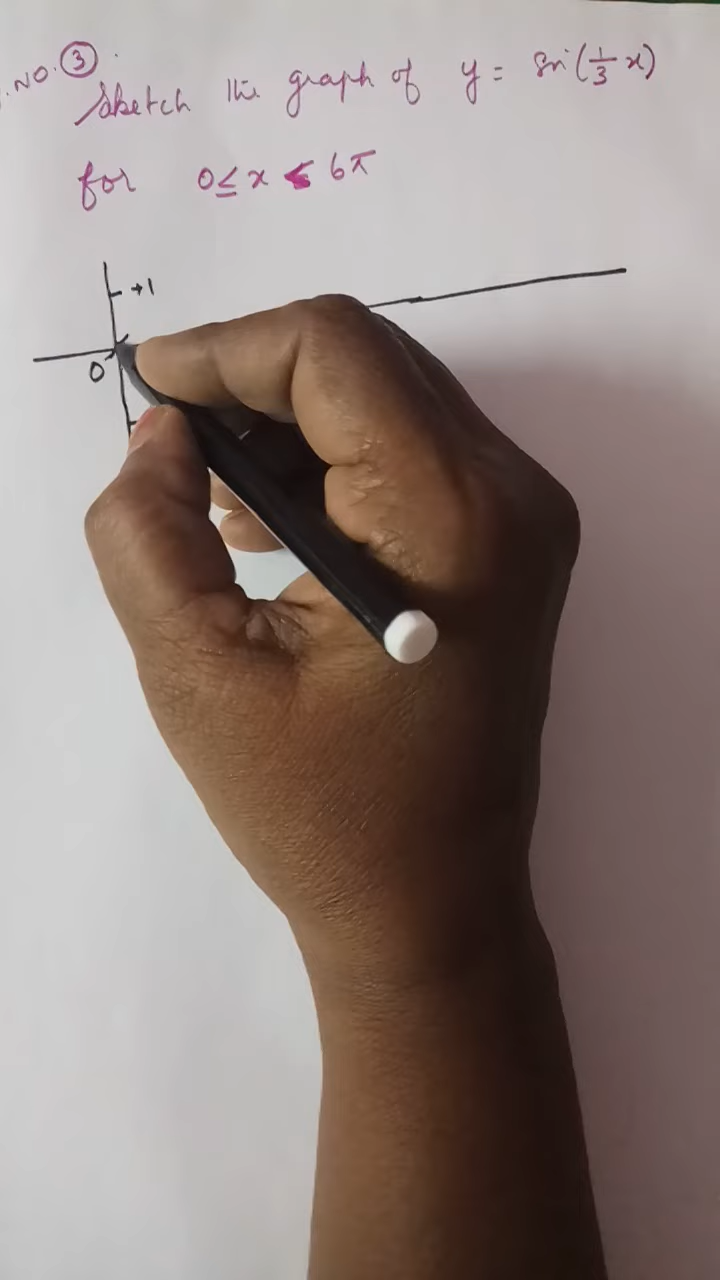 .NO. ③.
Sketch the graph of y = Sin(1/3 x)
for 0≤ x ≤ 6π
+1
0